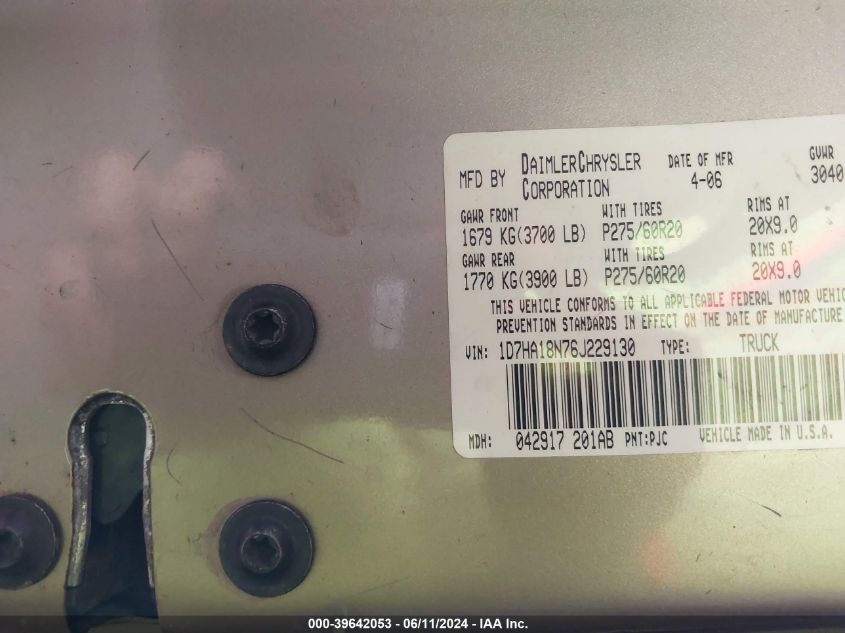 MFD BY DAIMLERCHRYSLER CORPORATION DATE OF MFR 4-06 GVWR 3040
GAWR FRONT WITH TIRES RIMS AT
1679 KG(3700 LB) P275/60R20 20X9.0
GAWR REAR WITH TIRES RIMS AT
1770 KG(3900 LB) P275/60R20 20X9.0
THIS VEHICLE CONFORMS TO ALL APPLICABLE FEDERAL MOTOR VEHIC
PREVENTION STANDARDS IN EFFECT ON THE DATE OF MANUFACTURE
VIN: 1D7HA18N76J229130 TYPE: TRUCK
MDH: 042917 201AB PNT:PJC VEHICLE MADE IN U.S.A.
000-39642053 - 06/11/2024 - IAA Inc.